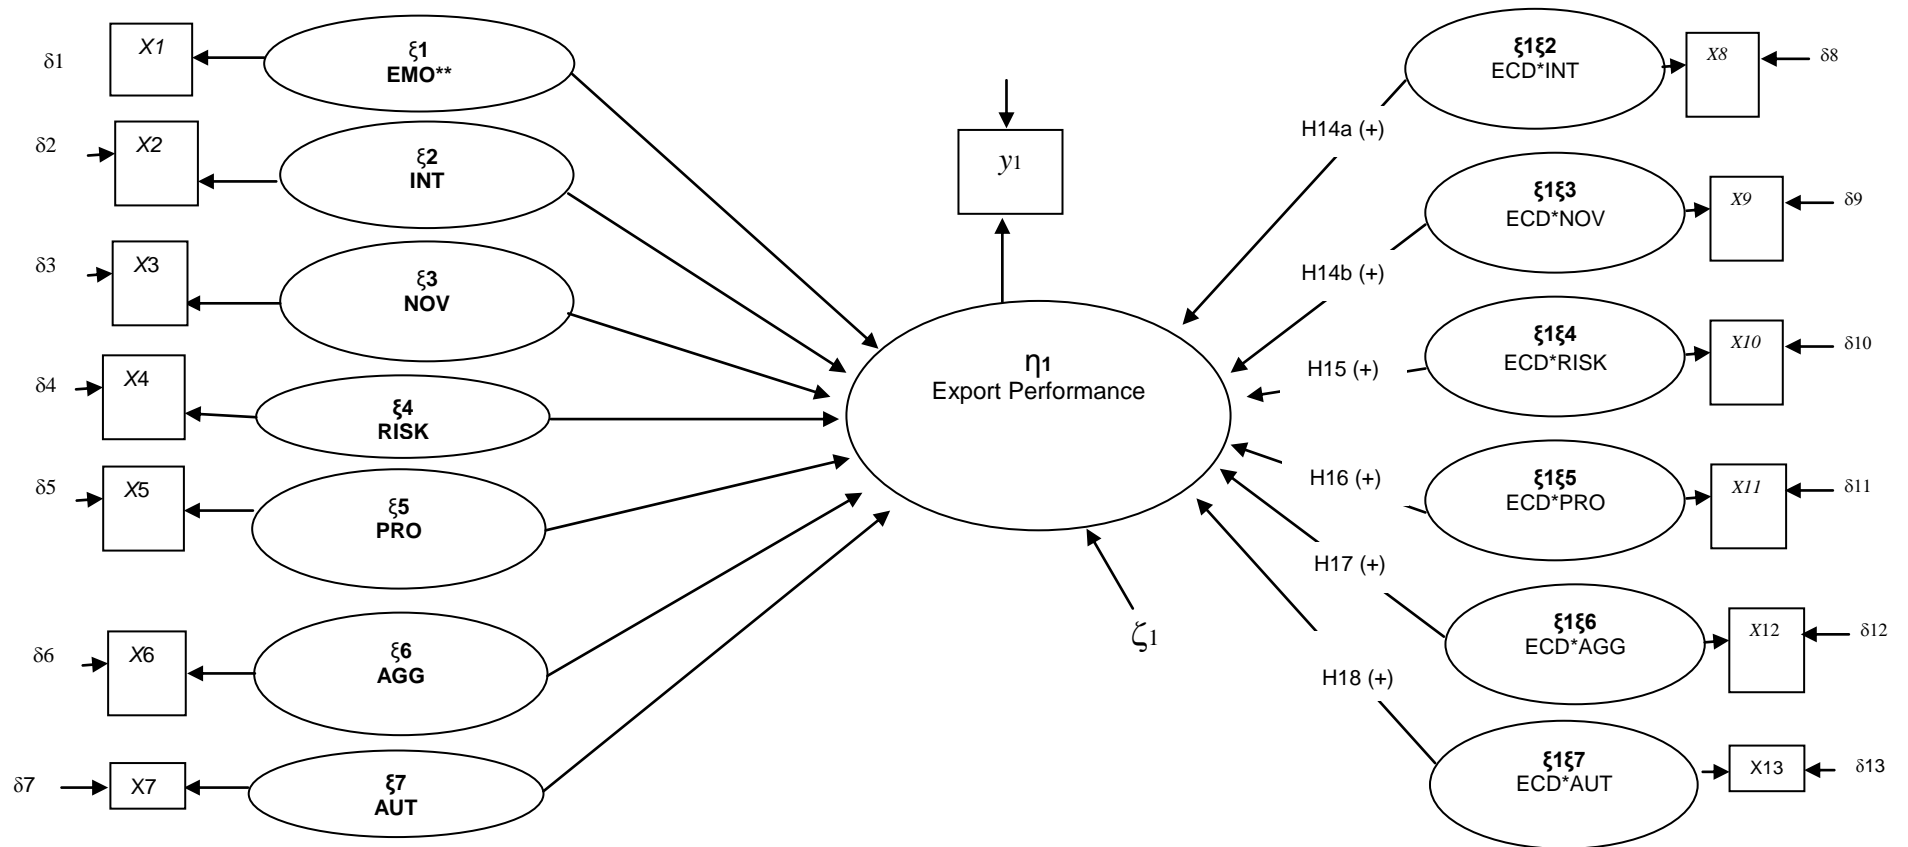 δ1
X1
ξ1
EMO**
δ2
X2
ξ2
INT
δ3
X3
ξ3
NOV
δ4
X4
ξ4
RISK
δ5
X5
ξ5
PRO
δ6
X6
ξ6
AGG
δ7
X7
ξ7
AUT
y1
η1
Export Performance
ζ1
H14a (+)
H14b (+)
H15 (+)
H16 (+)
H17 (+)
H18 (+)
ξ1ξ2
ECD*INT
X8
δ8
ξ1ξ3
ECD*NOV
X9
δ9
ξ1ξ4
ECD*RISK
X10
δ10
ξ1ξ5
ECD*PRO
X11
δ11
ξ1ξ6
ECD*AGG
X12
δ12
ξ1ξ7
ECD*AUT
X13
δ13